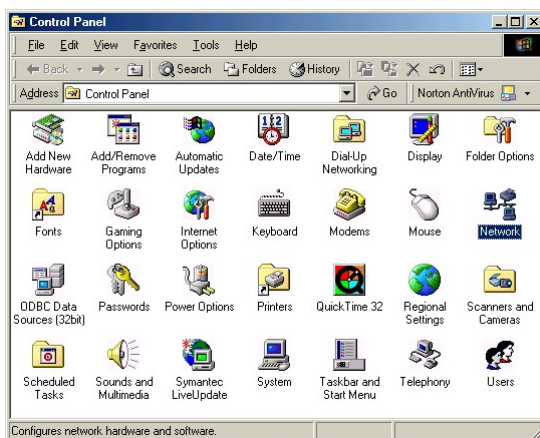 Control Panel
File Edit View Favorites Tools Help
Back Search Folders History
Address Control Panel Go Norton AntiVirus
Add New Hardware
Add/Remove Programs
Automatic Updates
Date/Time
Dial-Up Networking
Display
Folder Options
Fonts
Gaming Options
Internet Options
Keyboard
Modems
Mouse
Network
ODBC Data Sources (32bit)
Passwords
Power Options
Printers
QuickTime 32
Regional Settings
Scanners and Cameras
Scheduled Tasks
Sounds and Multimedia
Symantec LiveUpdate
System
Taskbar and Start Menu
Telephony
Users
Configures network hardware and software.